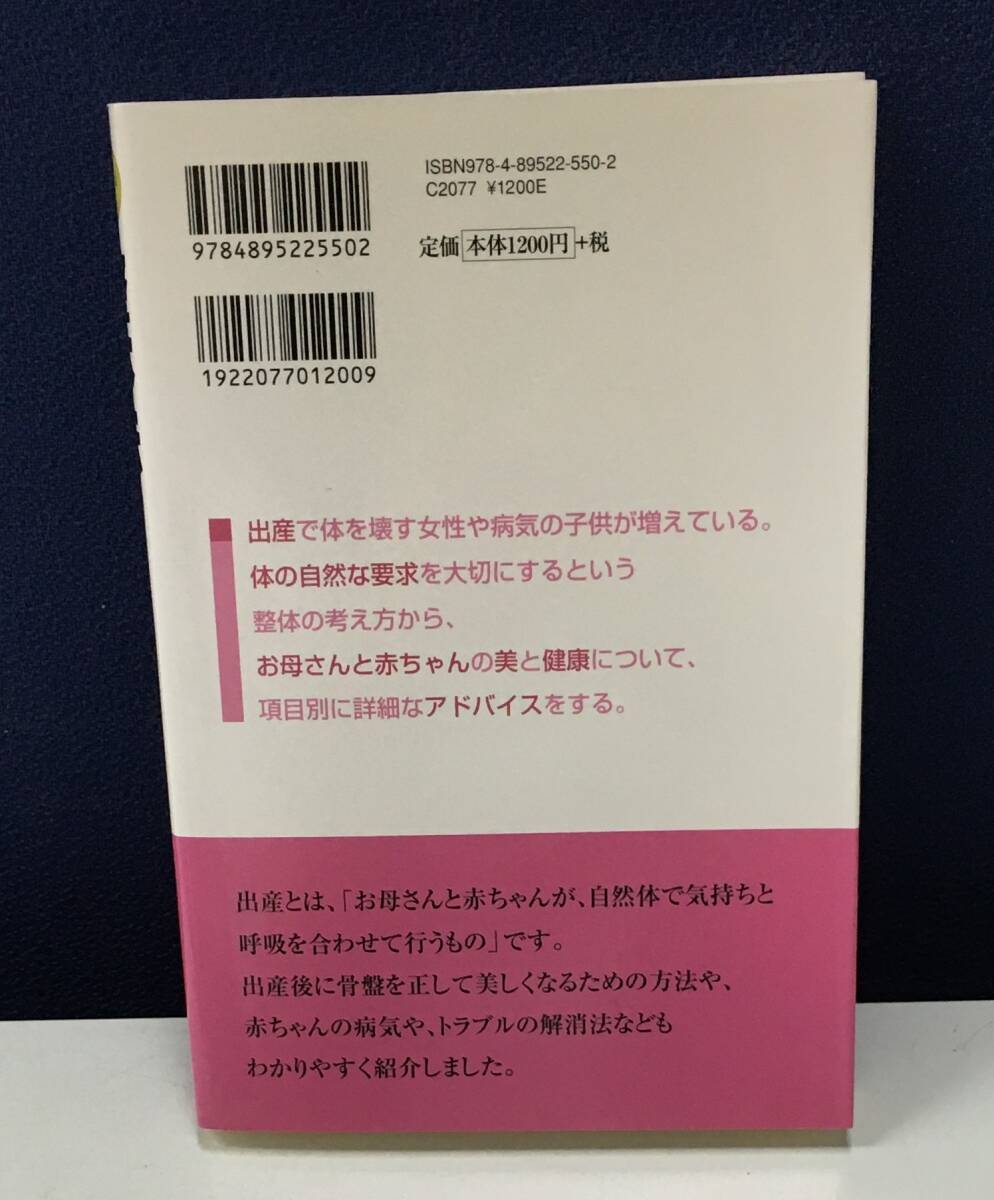 ISBN978-4-89522-550-2
C2077 ¥1200E
9784895225502
定価 本体1200円+税
1922077012009
出産で体を壊す女性や病気の子供が増えている。
体の自然な要求を大切にするという
整体の考え方から、
お母さんと赤ちゃんの美と健康について、
項目別に詳細なアドバイスをする。
出産とは、「お母さんと赤ちゃんが、自然体で気持ちと
呼吸を合わせて行うもの」です。
出産後に骨盤を正して美しくなるための方法や、
赤ちゃんの病気や、トラブルの解消法なども
わかりやすく紹介しました。